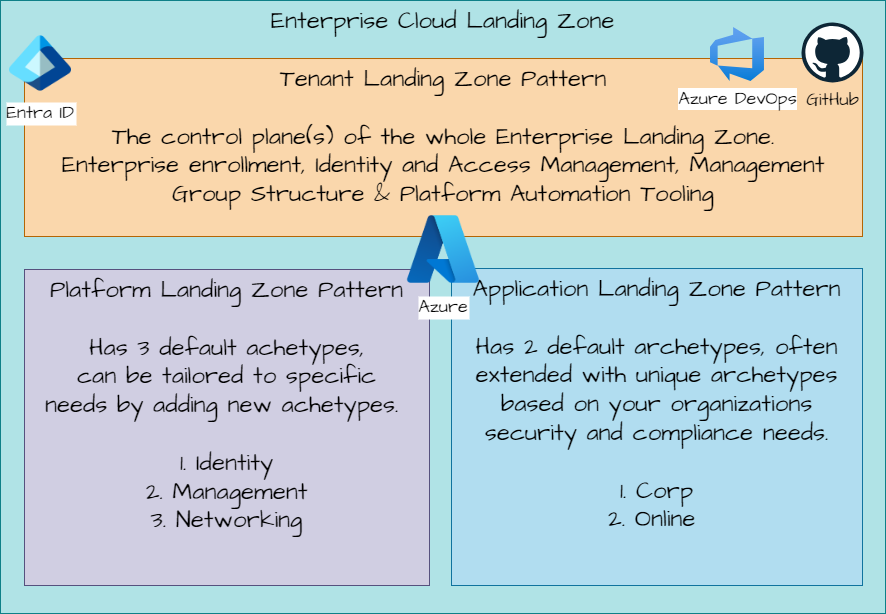 Enterprise Cloud Landing Zone
Tenant Landing Zone Pattern
Entra ID
Azure DevOps
GitHub
The control plane(s) of the whole Enterprise Landing Zone.
Enterprise enrollment, Identity and Access Management, Management
Group Structure & Platform Automation Tooling
Azure
Platform Landing Zone Pattern
Has 3 default achetypes,
can be tailored to specific
needs by adding new achetypes.
1. Identity
2. Management
3. Networking
Application Landing Zone Pattern
Has 2 default archetypes, often
extended with unique archetypes
based on your organizations
security and compliance needs.
1. Corp
2. Online